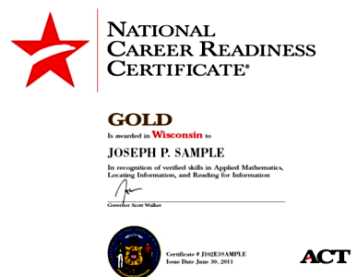 NATIONAL
CAREER READINESS
CERTIFICATE®
GOLD
Is awarded in Wisconsin to
JOSEPH P. SAMPLE
In recognition of verified skills in Applied Mathematics,
Locating Information, and Reading for Information
Governor Scott Walker
Certificate # J102E3SAMPLE
Issue Date June 30, 2011
ACT